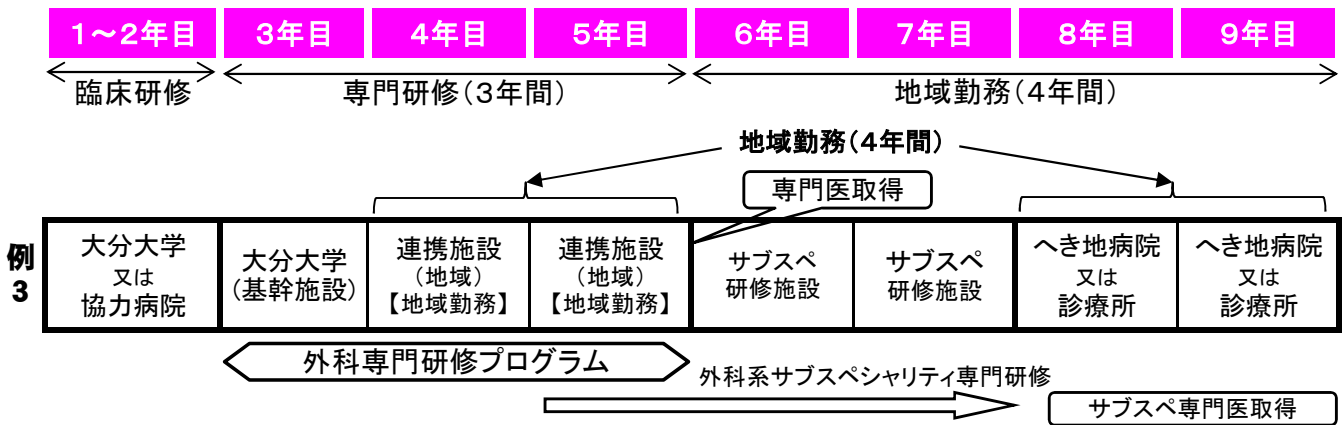 1～2年目 3年目 4年目 5年目 6年目 7年目 8年目 9年目
臨床研修 専門研修(3年間) 地域勤務(4年間)
地域勤務(4年間)
専門医取得
例3
大分大学
又は
協力病院
大分大学
(基幹施設)
連携施設
(地域)
【地域勤務】
連携施設
(地域)
【地域勤務】
サブスペ
研修施設
サブスペ
研修施設
へき地病院
又は
診療所
へき地病院
又は
診療所
外科専門研修プログラム
外科系サブスペシャリティ専門研修
サブスペ専門医取得